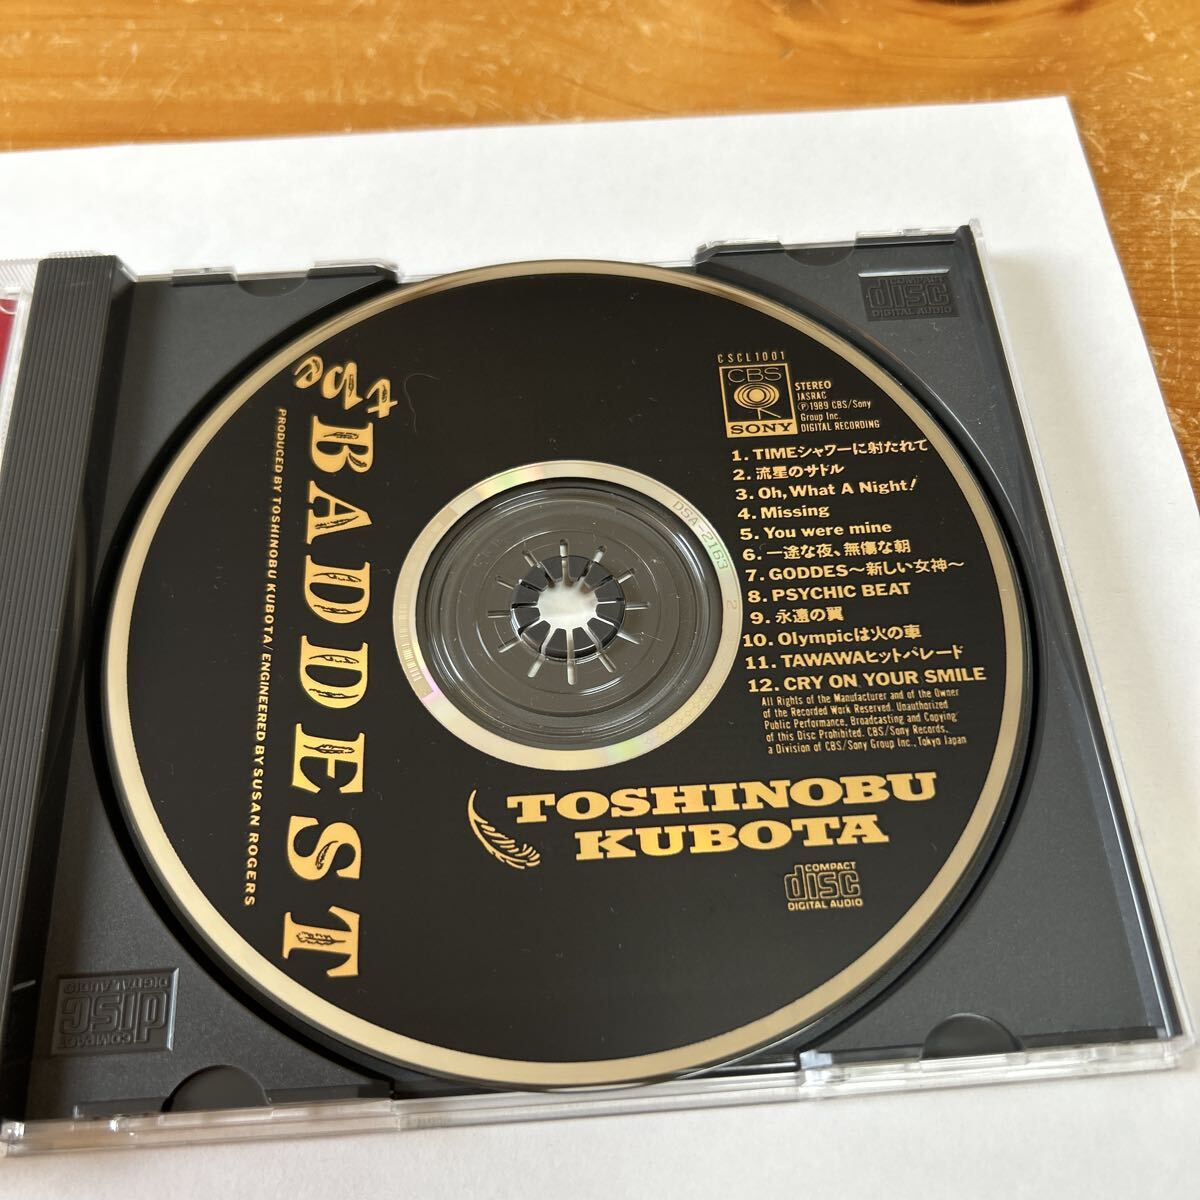 the BADDEST
PRODUCED BY TOSHINOBU KUBOTA/ENGINEERED BY SUSAN ROGERS
CSCL1001
CBS
SONY
STEREO
JASRAC
Ⓟ1989 CBS/Sony
Group Inc.
DIGITAL RECORDING
1. TIMEシャワーに射たれて
2. 流星のサドル
3. Oh, What A Night!
4. Missing
5. You were mine
6. 一途な夜、無傷な朝
7. GODDES〜新しい女神〜
8. PSYCHIC BEAT
9. 永遠の翼
10. Olympicは火の車
11. TAWAWAヒットパレード
12. CRY ON YOUR SMILE
All Rights of the Manufacturer and of the Owner
of the Recorded Work Reserved. Unauthorized
Public Performance, Broadcasting and Copying
of this Disc Prohibited. CBS/Sony Records,
a Division of CBS/Sony Group Inc., Tokyo Japan
TOSHINOBU
KUBOTA
COMPACT
disc
DIGITAL AUDIO
DSA-2163 2
COMPACT
disc
DIGITAL AUDIO
COMPACT
disc
DIGITAL AUDIO